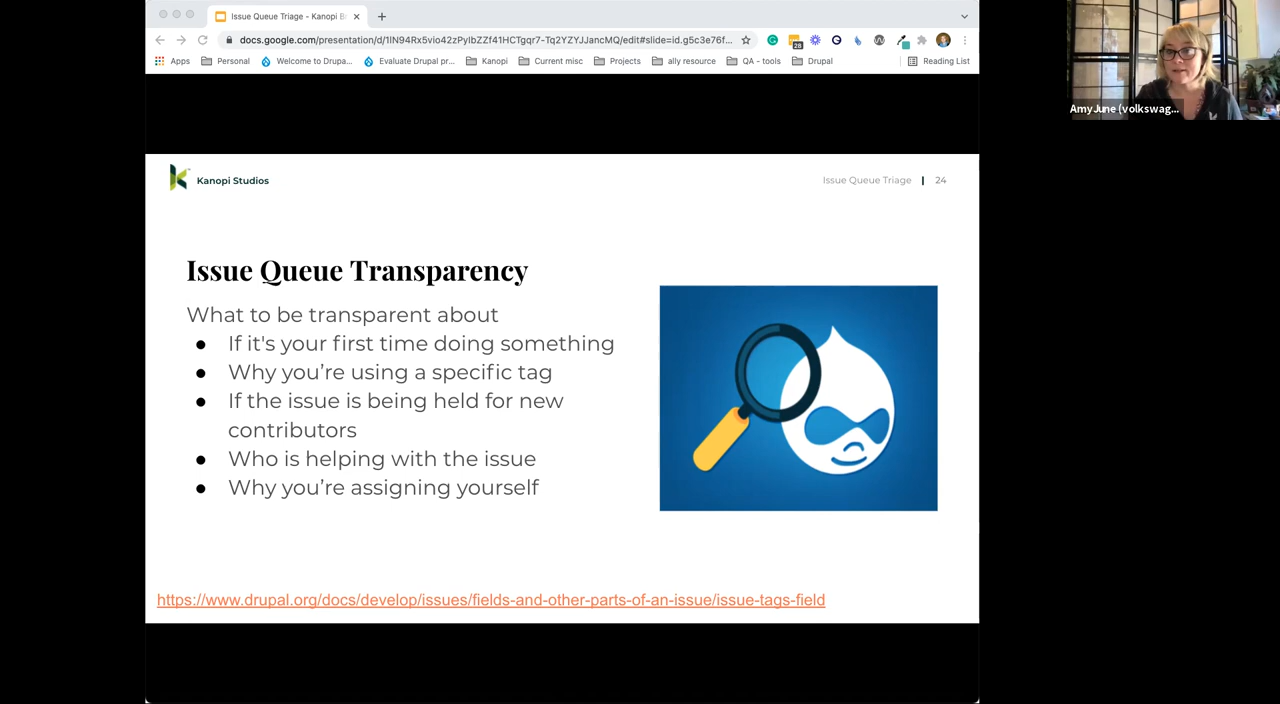 Issue Queue Triage - Kanopi B
docs.google.com/presentation/d/1IN94Rx5vio42zPyIbZZf41HCTgqr7-Tq2YZYJJancMQ/edit#slide=id.g5c3e76f...
28
Apps Personal Welcome to Drupa... Evaluate Drupal pr... Kanopi Current misc Projects ally resource QA - tools Drupal Reading List
AmyJune (volkswag...
Kanopi Studios
Issue Queue Triage | 24
Issue Queue Transparency
What to be transparent about
● If it's your first time doing something
● Why you’re using a specific tag
● If the issue is being held for new
contributors
● Who is helping with the issue
● Why you’re assigning yourself
https://www.drupal.org/docs/develop/issues/fields-and-other-parts-of-an-issue/issue-tags-field